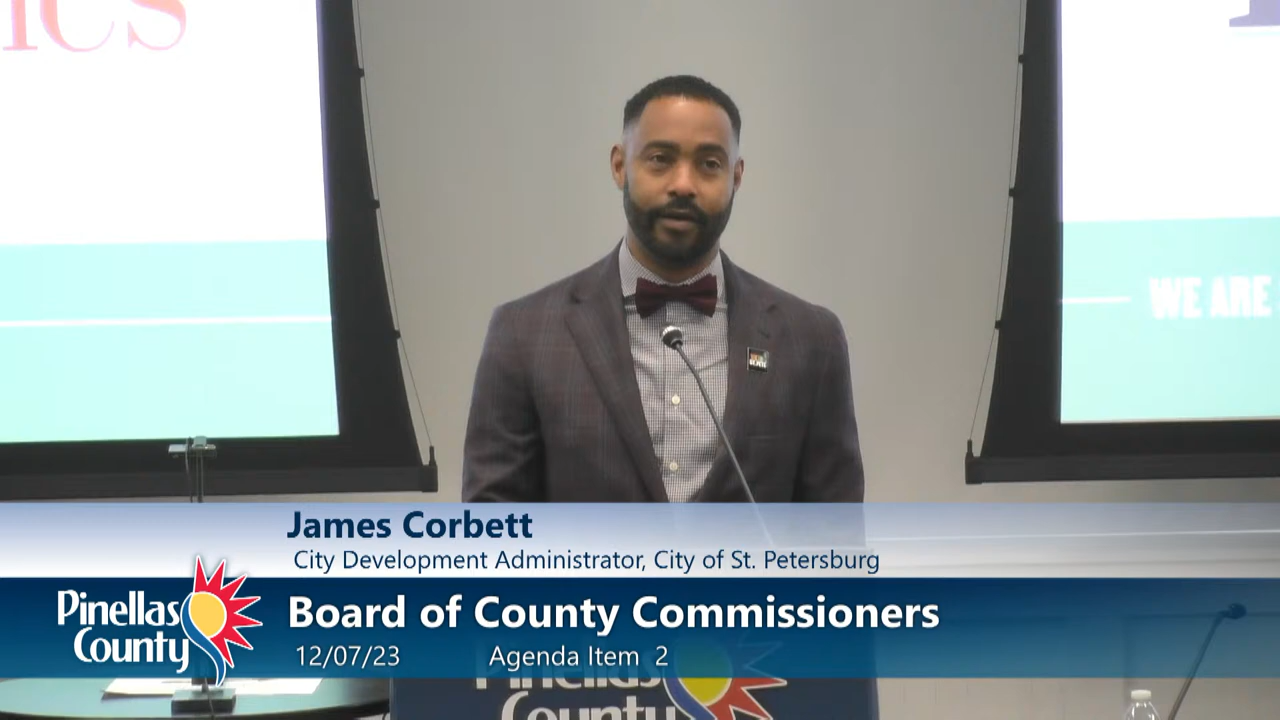 ICS
WE ARE
James Corbett
City Development Administrator, City of St. Petersburg
Pinellas
County
Board of County Commissioners
12/07/23 Agenda Item 2
Pinellas
County